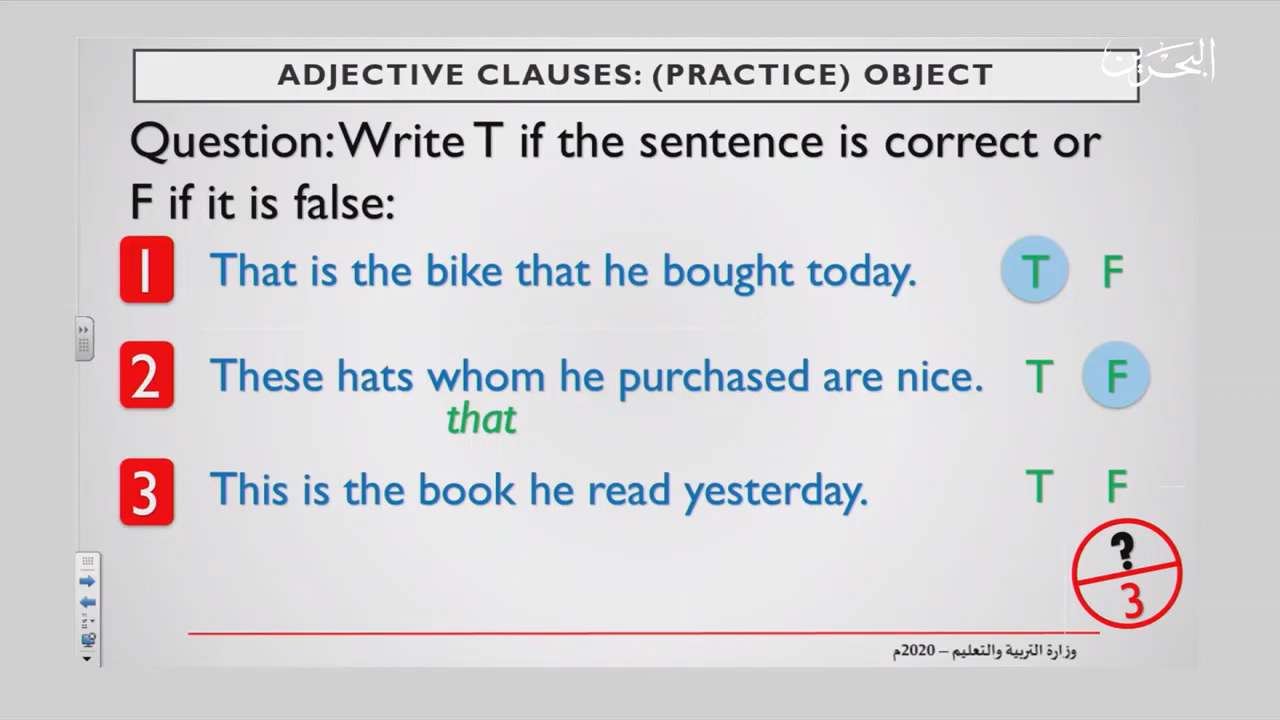 البحرين
ADJECTIVE CLAUSES: (PRACTICE) OBJECT
Question: Write T if the sentence is correct or
F if it is false:
1 That is the bike that he bought today. T F
2 These hats whom he purchased are nice. T F
that
3 This is the book he read yesterday. T F
?
3
وزارة التربية والتعليم – 2020م